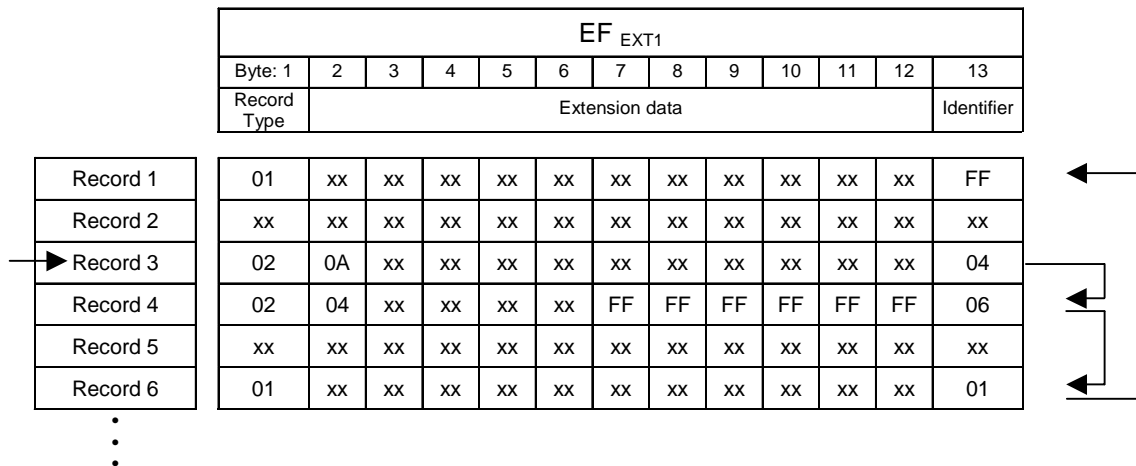 EF EXT1
Byte: 1 2 3 4 5 6 7 8 9 10 11 12 13
Record Type Extension data Identifier
Record 1 01 xx xx xx xx xx xx xx xx xx xx xx FF
Record 2 xx xx xx xx xx xx xx xx xx xx xx xx xx
Record 3 02 0A xx xx xx xx xx xx xx xx xx xx 04
Record 4 02 04 xx xx xx xx FF FF FF FF FF FF 06
Record 5 xx xx xx xx xx xx xx xx xx xx xx xx xx
Record 6 01 xx xx xx xx xx xx xx xx xx xx xx 01